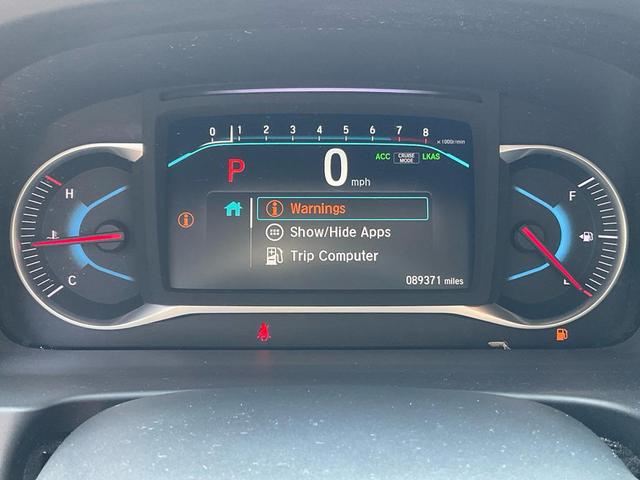 0 1 2 3 4 5 6 7 8
x1000r/min
P
0 mph
ACC CRUISE MODE LKAS
H
C
F
E
i Warnings
Show/Hide Apps
Trip Computer
089371 miles